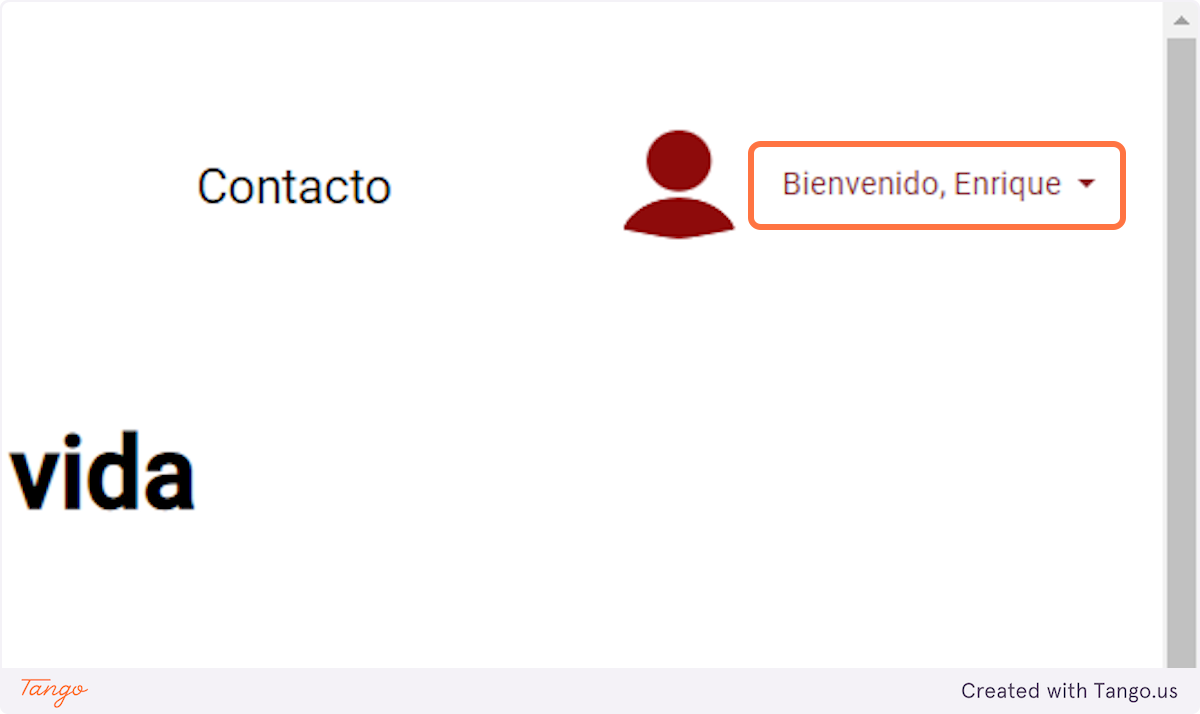 Contacto
Bienvenido, Enrique
vida
Tango
Created with Tango.us